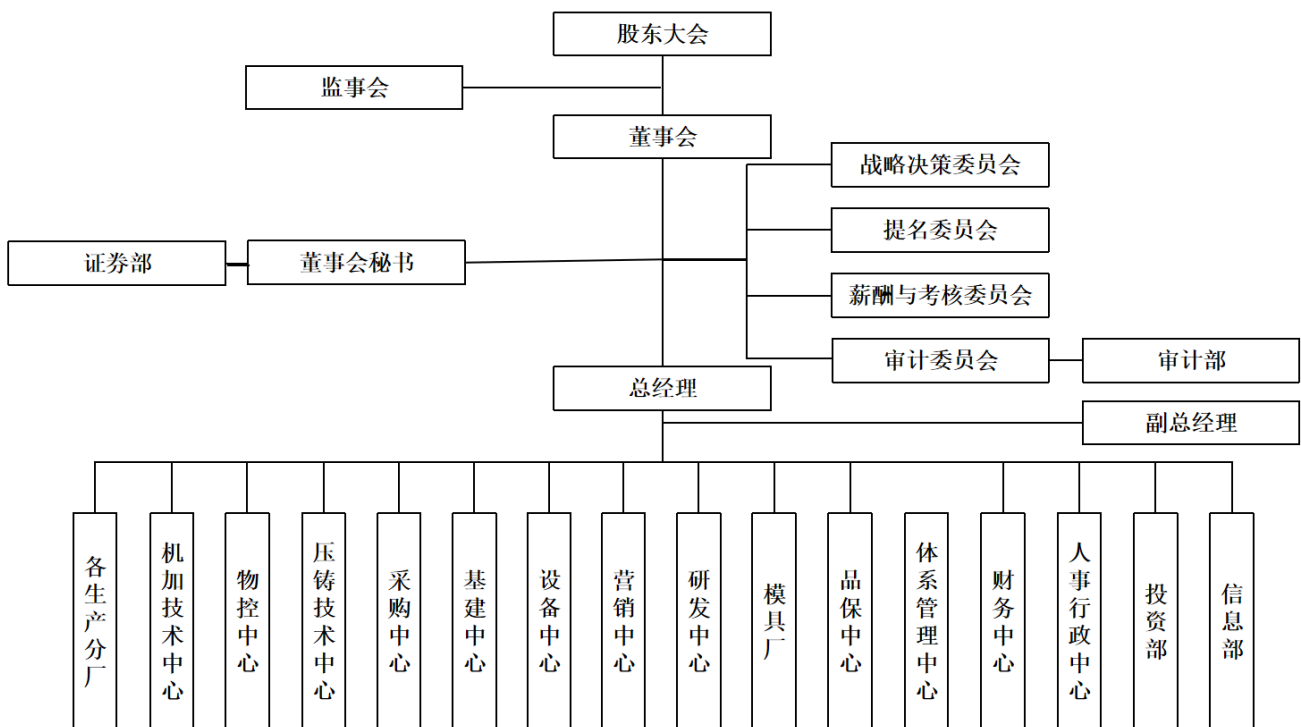 股东大会
监事会
董事会
战略决策委员会
提名委员会
证券部
董事会秘书
薪酬与考核委员会
审计委员会
审计部
总经理
副总经理
各生产分厂
机加技术中心
物控中心
压铸技术中心
采购中心
基建中心
设备中心
营销中心
研发中心
模具厂
品保中心
体系管理中心
财务中心
人事行政中心
投资部
信息部